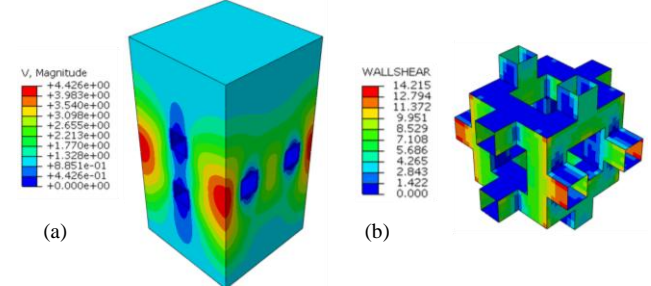 V, Magnitude
+4.426e+00
+3.983e+00
+3.540e+00
+3.098e+00
+2.655e+00
+2.213e+00
+1.770e+00
+1.328e+00
+8.851e-01
+4.426e-01
+0.000e+00
(a)
WALLSHEAR
14.215
12.794
11.372
9.951
8.529
7.108
5.686
4.265
2.843
1.422
0.000
(b)